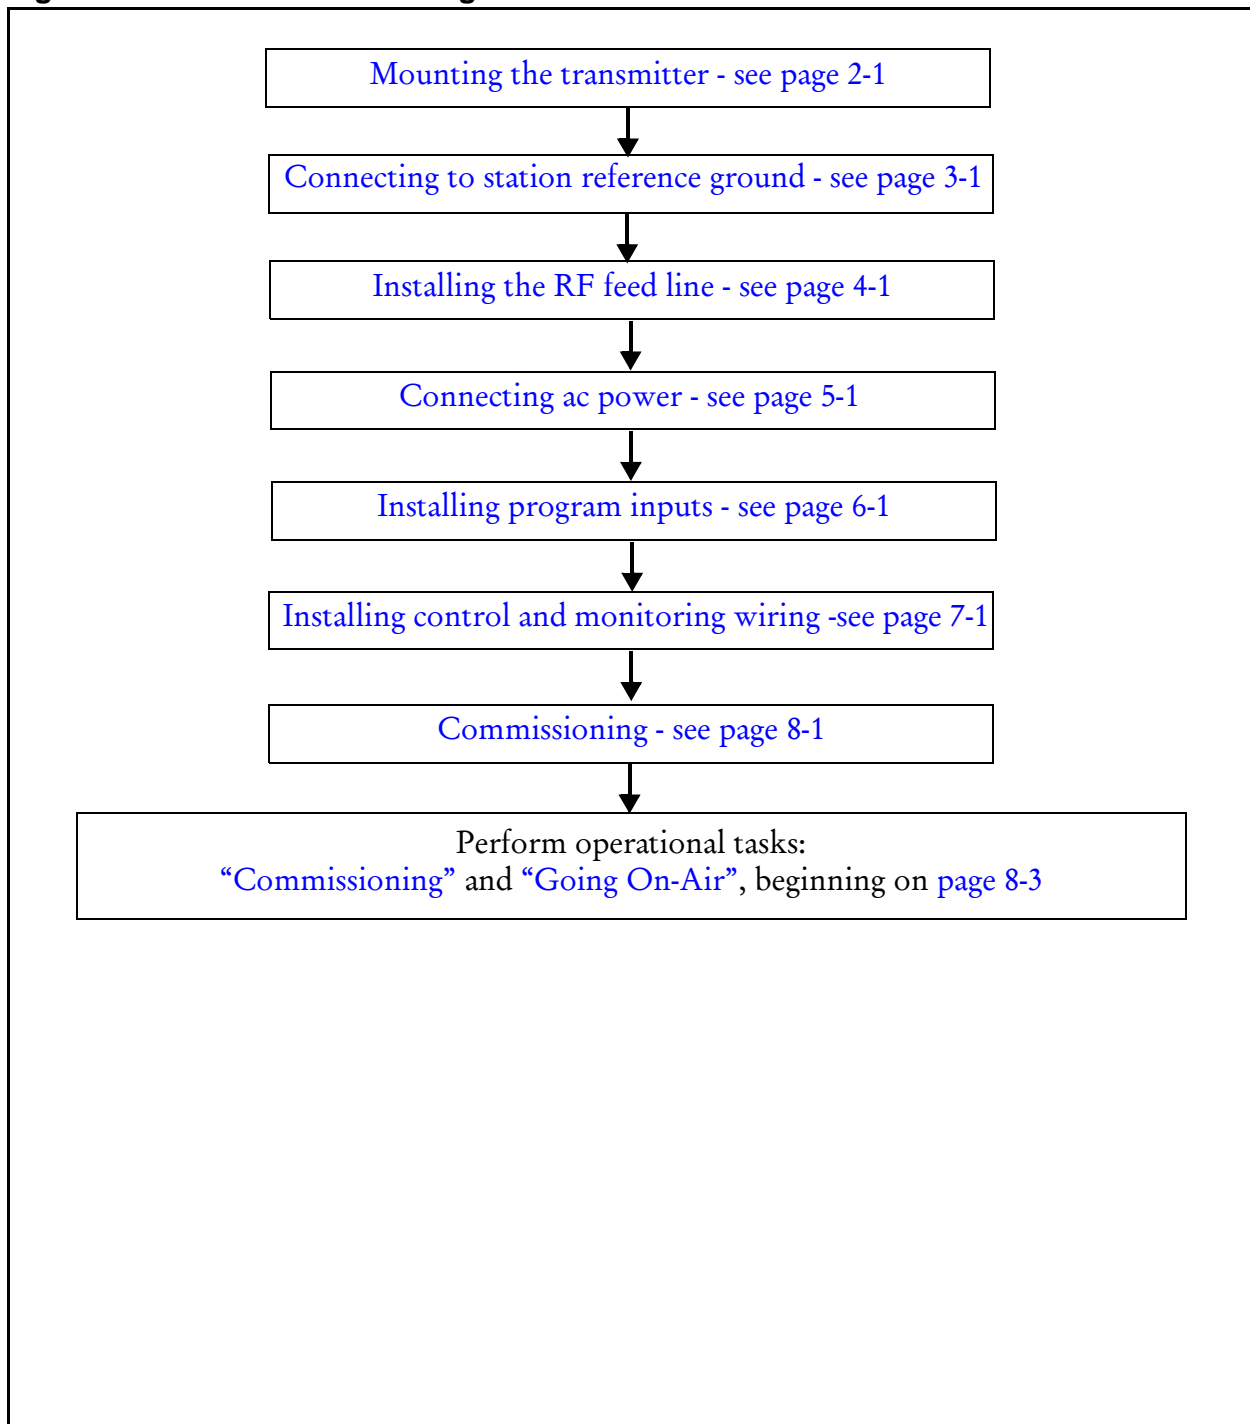 Mounting the transmitter - see page 2-1
Connecting to station reference ground - see page 3-1
Installing the RF feed line - see page 4-1
Connecting ac power - see page 5-1
Installing program inputs - see page 6-1
Installing control and monitoring wiring -see page 7-1
Commissioning - see page 8-1
Perform operational tasks:
“Commissioning” and “Going On-Air”, beginning on page 8-3